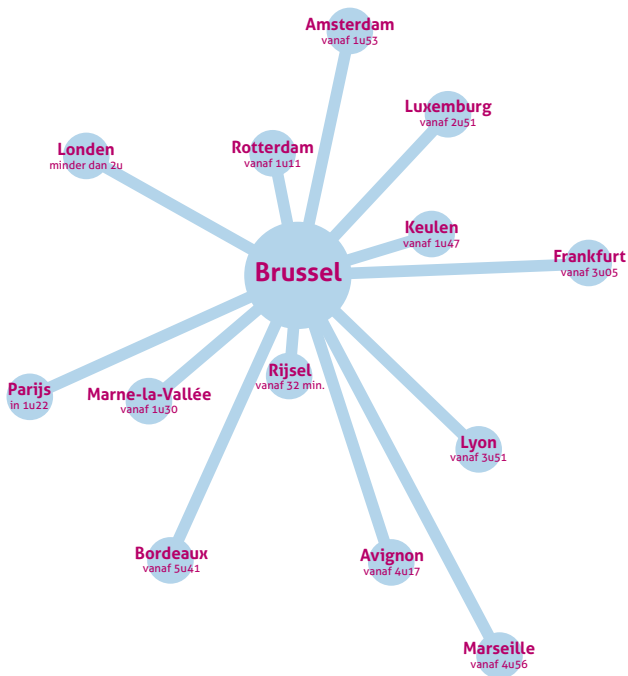 Amsterdam
vanaf 1u53
Luxemburg
vanaf 2u51
Londen
minder dan 2u
Rotterdam
vanaf 1u11
Keulen
vanaf 1u47
Frankfurt
vanaf 3u05
Brussel
Parijs
in 1u22
Marne-la-Vallée
vanaf 1u30
Rijsel
vanaf 32 min.
Lyon
vanaf 3u51
Bordeaux
vanaf 5u41
Avignon
vanaf 4u17
Marseille
vanaf 4u56